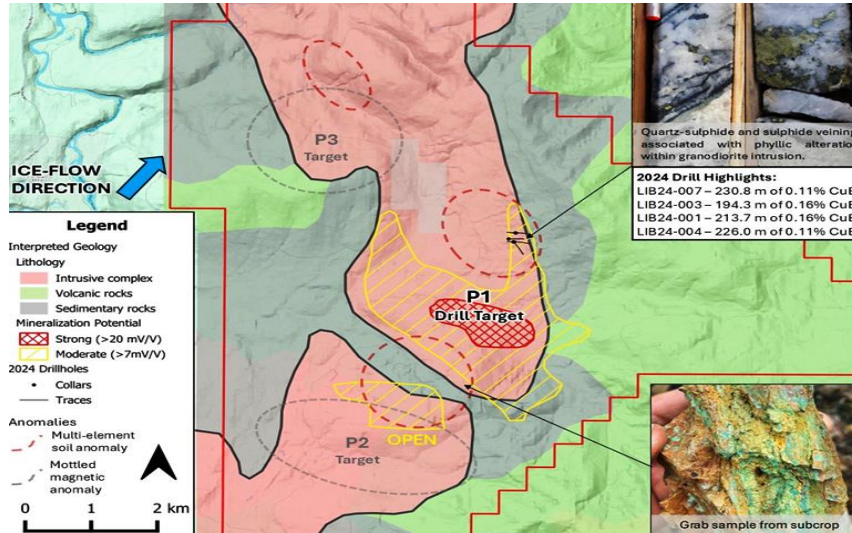 Quartz-sulphide and sulphide veining
associated with phyllic alteration
within granodiorite intrusion.
2024 Drill Highlights:
LIB24-007 – 230.8 m of 0.11% CuE
LIB24-003 – 194.3 m of 0.16% CuE
LIB24-001 – 213.7 m of 0.16% CuE
LIB24-004 – 226.0 m of 0.11% CuE
P3
Target
ICE-FLOW
DIRECTION
P1
Drill Target
P2
Target
OPEN
Legend
Interpreted Geology
Lithology
Intrusive complex
Volcanic rocks
Sedimentary rocks
Mineralization Potential
Strong (>20 mV/V)
Moderate (>7mV/V)
2024 Drillholes
Collars
Traces
Anomalies
Multi-element
soil anomaly
Mottled
magnetic
anomaly
0 1 2 km
Grab sample from subcrop